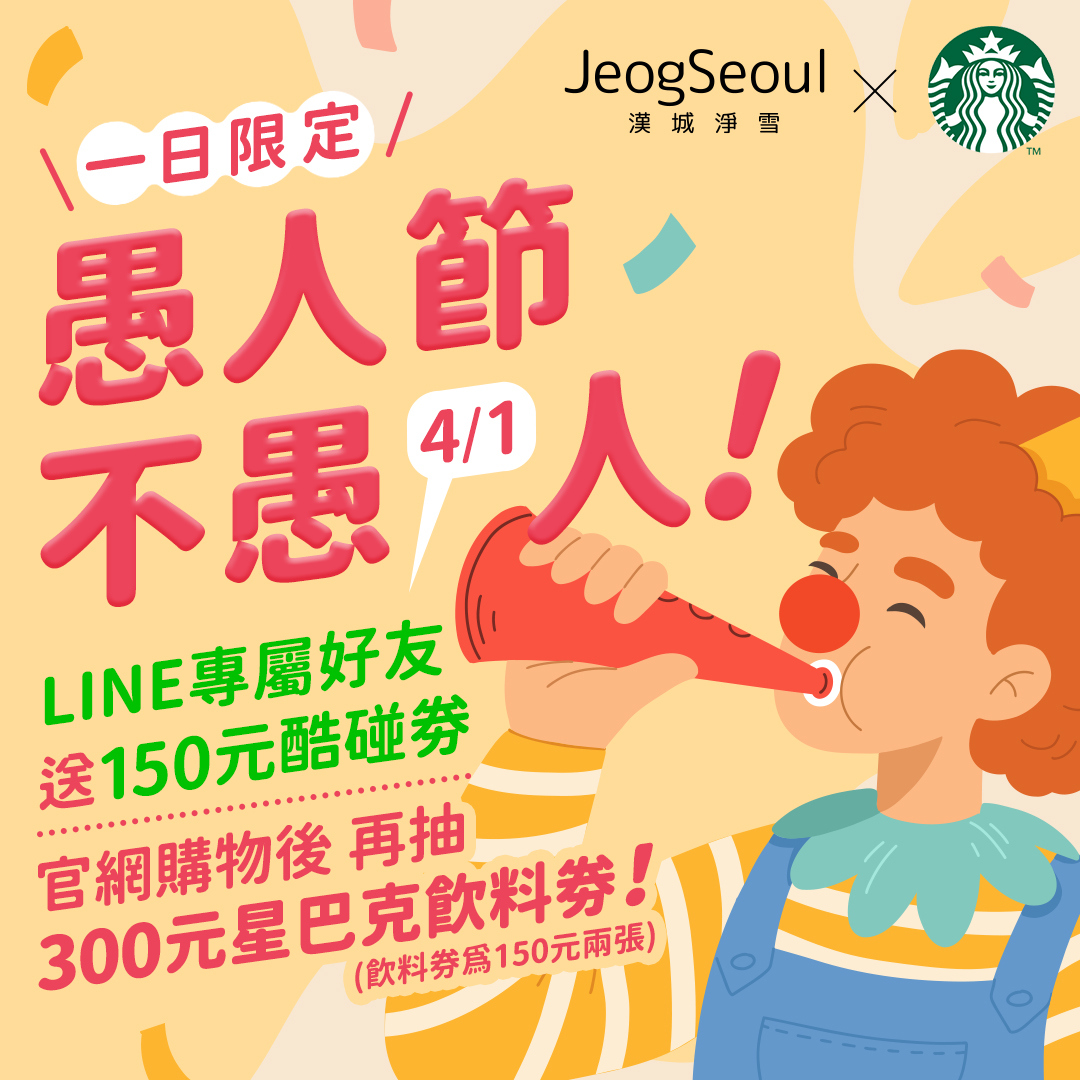 JeogSeoul ×
漢城淨雪
TM
一日限定
愚人節
不愚人!
4/1
LINE專屬好友
送150元酷碰券
官網購物後 再抽
300元星巴克飲料券!
(飲料券為150元兩張)